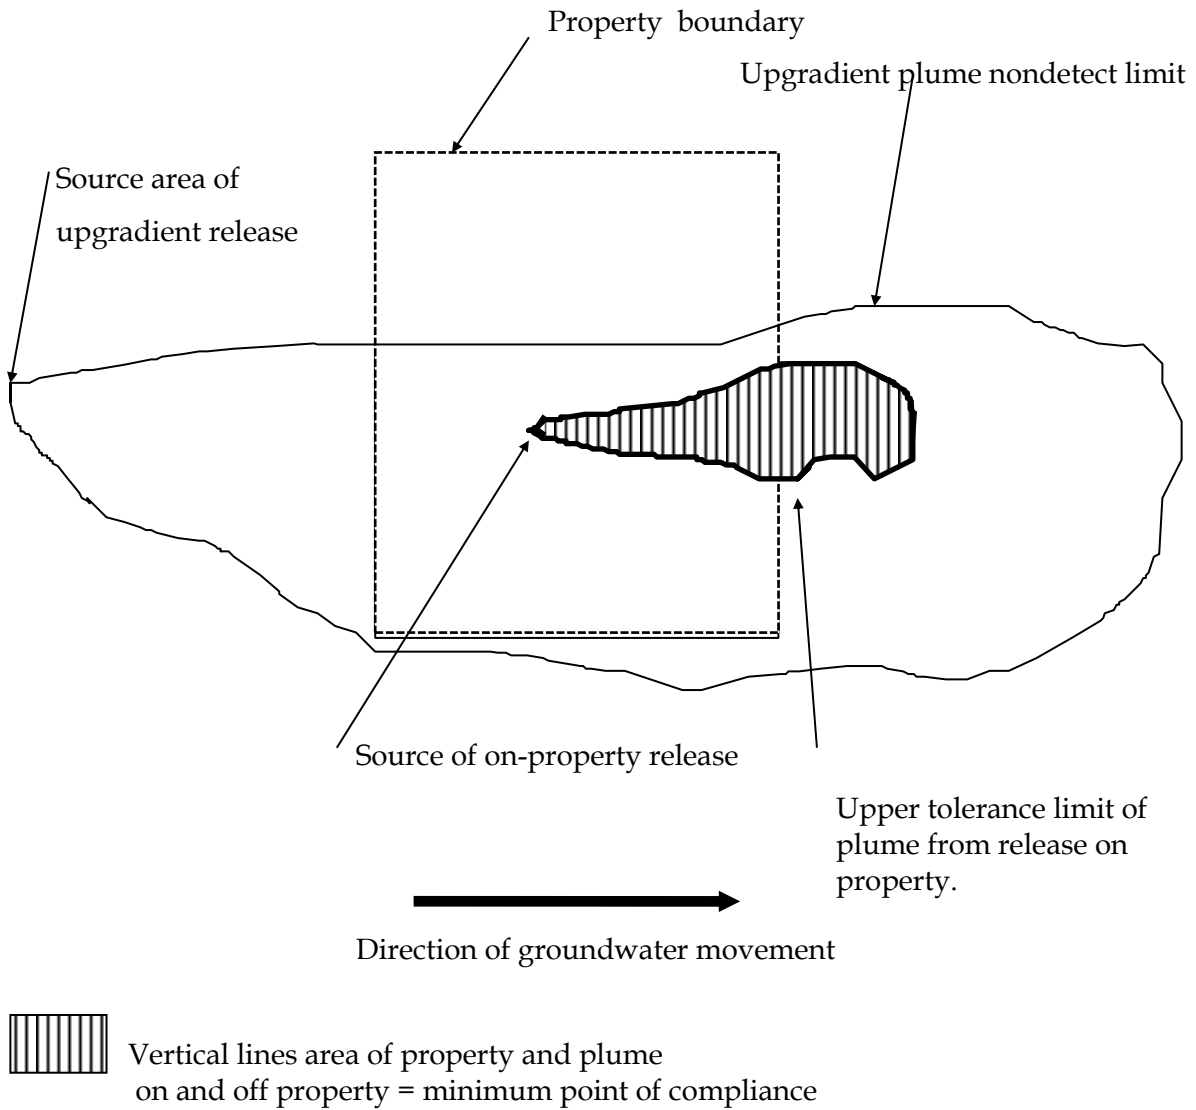 Property boundary
Upgradient plume nondetect limit
Source area of
upgradient release
Source of on-property release
Upper tolerance limit of
plume from release on
property.
Direction of groundwater movement
Vertical lines area of property and plume
on and off property = minimum point of compliance